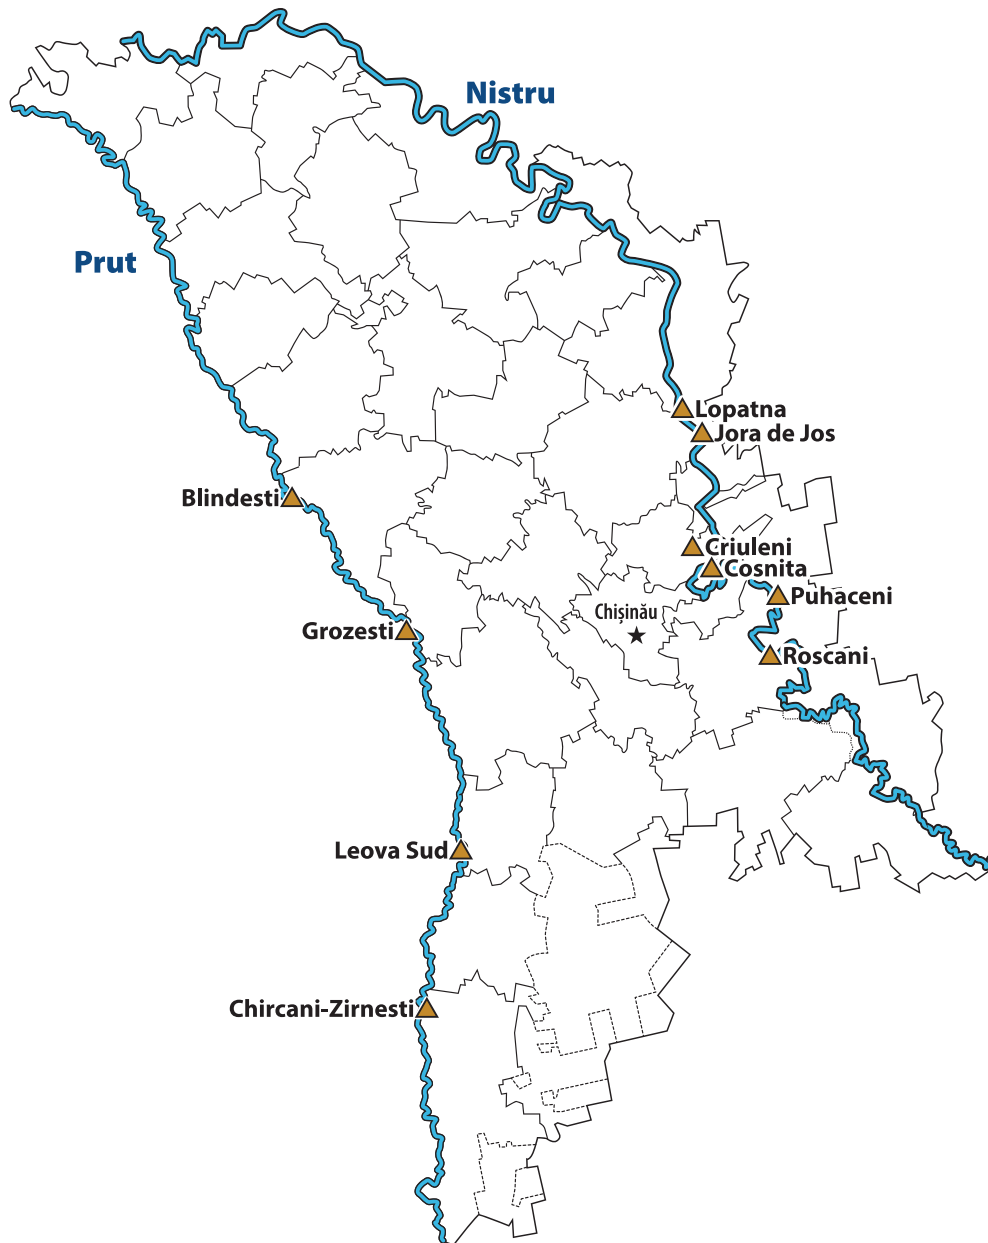 Nistru
Prut
Lopatna
Jora de Jos
Blindesti
Criuleni
Cosnita
Puhaceni
Chișinău
Grozesti
Roscani
Leova Sud
Chircani-Zirnesti